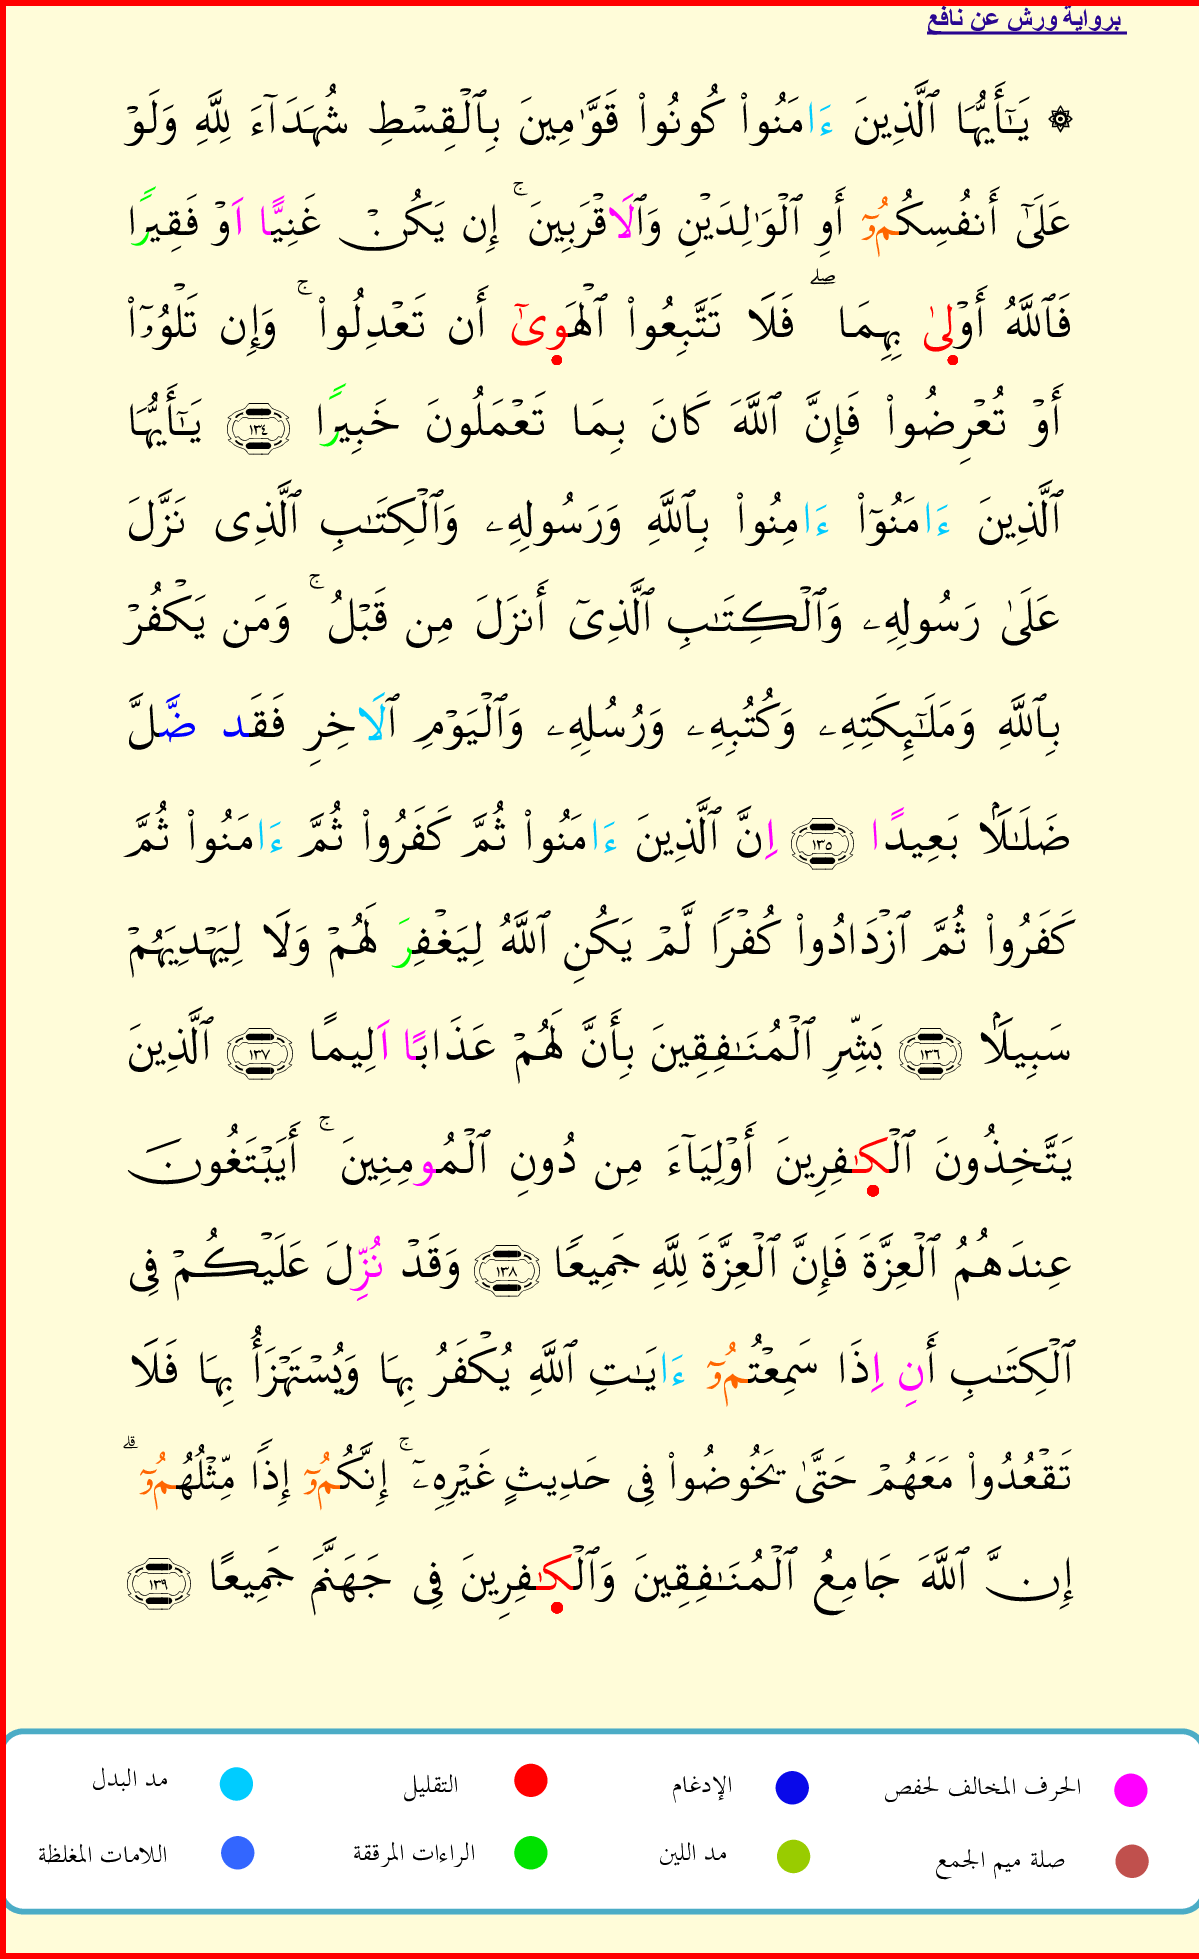 برواية ورش عن نافع
۞ يَٰٓأَيُّهَا ٱلَّذِينَ ءَامَنُواْ كُونُواْ قَوَّٰمِينَ بِٱلْقِسْطِ شُهَدَآءَ لِلَّهِ وَلَوْ
عَلَىٰٓ أَنفُسِكُمُۥٓ أَوِ ٱلْوَٰلِدَيْنِ وَٱلَاقْرَبِينَ ۚ إِن يَكُنْ غَنِيًّا اَوْ فَقِيرًا
فَٱللَّهُ أَوْلىٰ بِهِمَا ۖ فَلَا تَتَّبِعُواْ ٱلْهَوىٰٓ أَن تَعْدِلُواْ ۚ وَإِن تَلْوُۥٓاْ
أَوْ تُعْرِضُواْ فَإِنَّ ٱللَّهَ كَانَ بِمَا تَعْمَلُونَ خَبِيرًا ١٣٤ يَٰٓأَيُّهَا
ٱلَّذِينَ ءَامَنُوٓاْ ءَامِنُواْ بِٱللَّهِ وَرَسُولِهِۦ وَٱلْكِتَٰبِ ٱلَّذِى نَزَّلَ
عَلَىٰ رَسُولِهِۦ وَٱلْكِتَٰبِ ٱلَّذِىٓ أَنزَلَ مِن قَبْلُ ۚ وَمَن يَكْفُرْ
بِٱللَّهِ وَمَلَٰٓئِكَتِهِۦ وَكُتُبِهِۦ وَرُسُلِهِۦ وَٱلْيَوْمِ ٱلَاخِرِ فَقَد ضَّلَّ
ضَلَٰلًا بَعِيدًا ١٣٥ اِنَّ ٱلَّذِينَ ءَامَنُواْ ثُمَّ كَفَرُواْ ثُمَّ ءَامَنُواْ ثُمَّ
كَفَرُواْ ثُمَّ ٱزْدَادُواْ كُفْرًا لَّمْ يَكُنِ ٱللَّهُ لِيَغْفِرَ لَهُمْ وَلَا لِيَهْدِيَهُمْ
سَبِيلًا ١٣٦ بَشِّرِ ٱلْمُنَٰفِقِينَ بِأَنَّ لَهُمْ عَذَابًا اَلِيمًا ١٣٧ ٱلَّذِينَ
يَتَّخِذُونَ ٱلْكَٰفِرِينَ أَوْلِيَآءَ مِن دُونِ ٱلْمُومِنِينَ ۚ أَيَبْتَغُونَ
عِندَهُمُ ٱلْعِزَّةَ فَإِنَّ ٱلْعِزَّةَ لِلَّهِ جَمِيعًا ١٣٨ وَقَدْ نُزِّلَ عَلَيْكُمْ فِى
ٱلْكِتَٰبِ أَنِ اِذَا سَمِعْتُمُۥٓ ءَايَٰتِ ٱللَّهِ يُكْفَرُ بِهَا وَيُسْتَهْزَأُ بِهَا فَلَا
تَقْعُدُواْ مَعَهُمْ حَتَّىٰ يَخُوضُواْ فِى حَدِيثٍ غَيْرِهِۦٓ ۚ إِنَّكُمُۥٓ إِذًا مِّثْلُهُمُۥٓ ۗ
إِنَّ ٱللَّهَ جَامِعُ ٱلْمُنَٰفِقِينَ وَٱلْكَٰفِرِينَ فِى جَهَنَّمَ جَمِيعًا ١٣٩
الحرف المخالف لحفص الإدغام التقليل مد البدل
صلة ميم الجمع مد اللين الراءات المرققة اللامات المغلظة